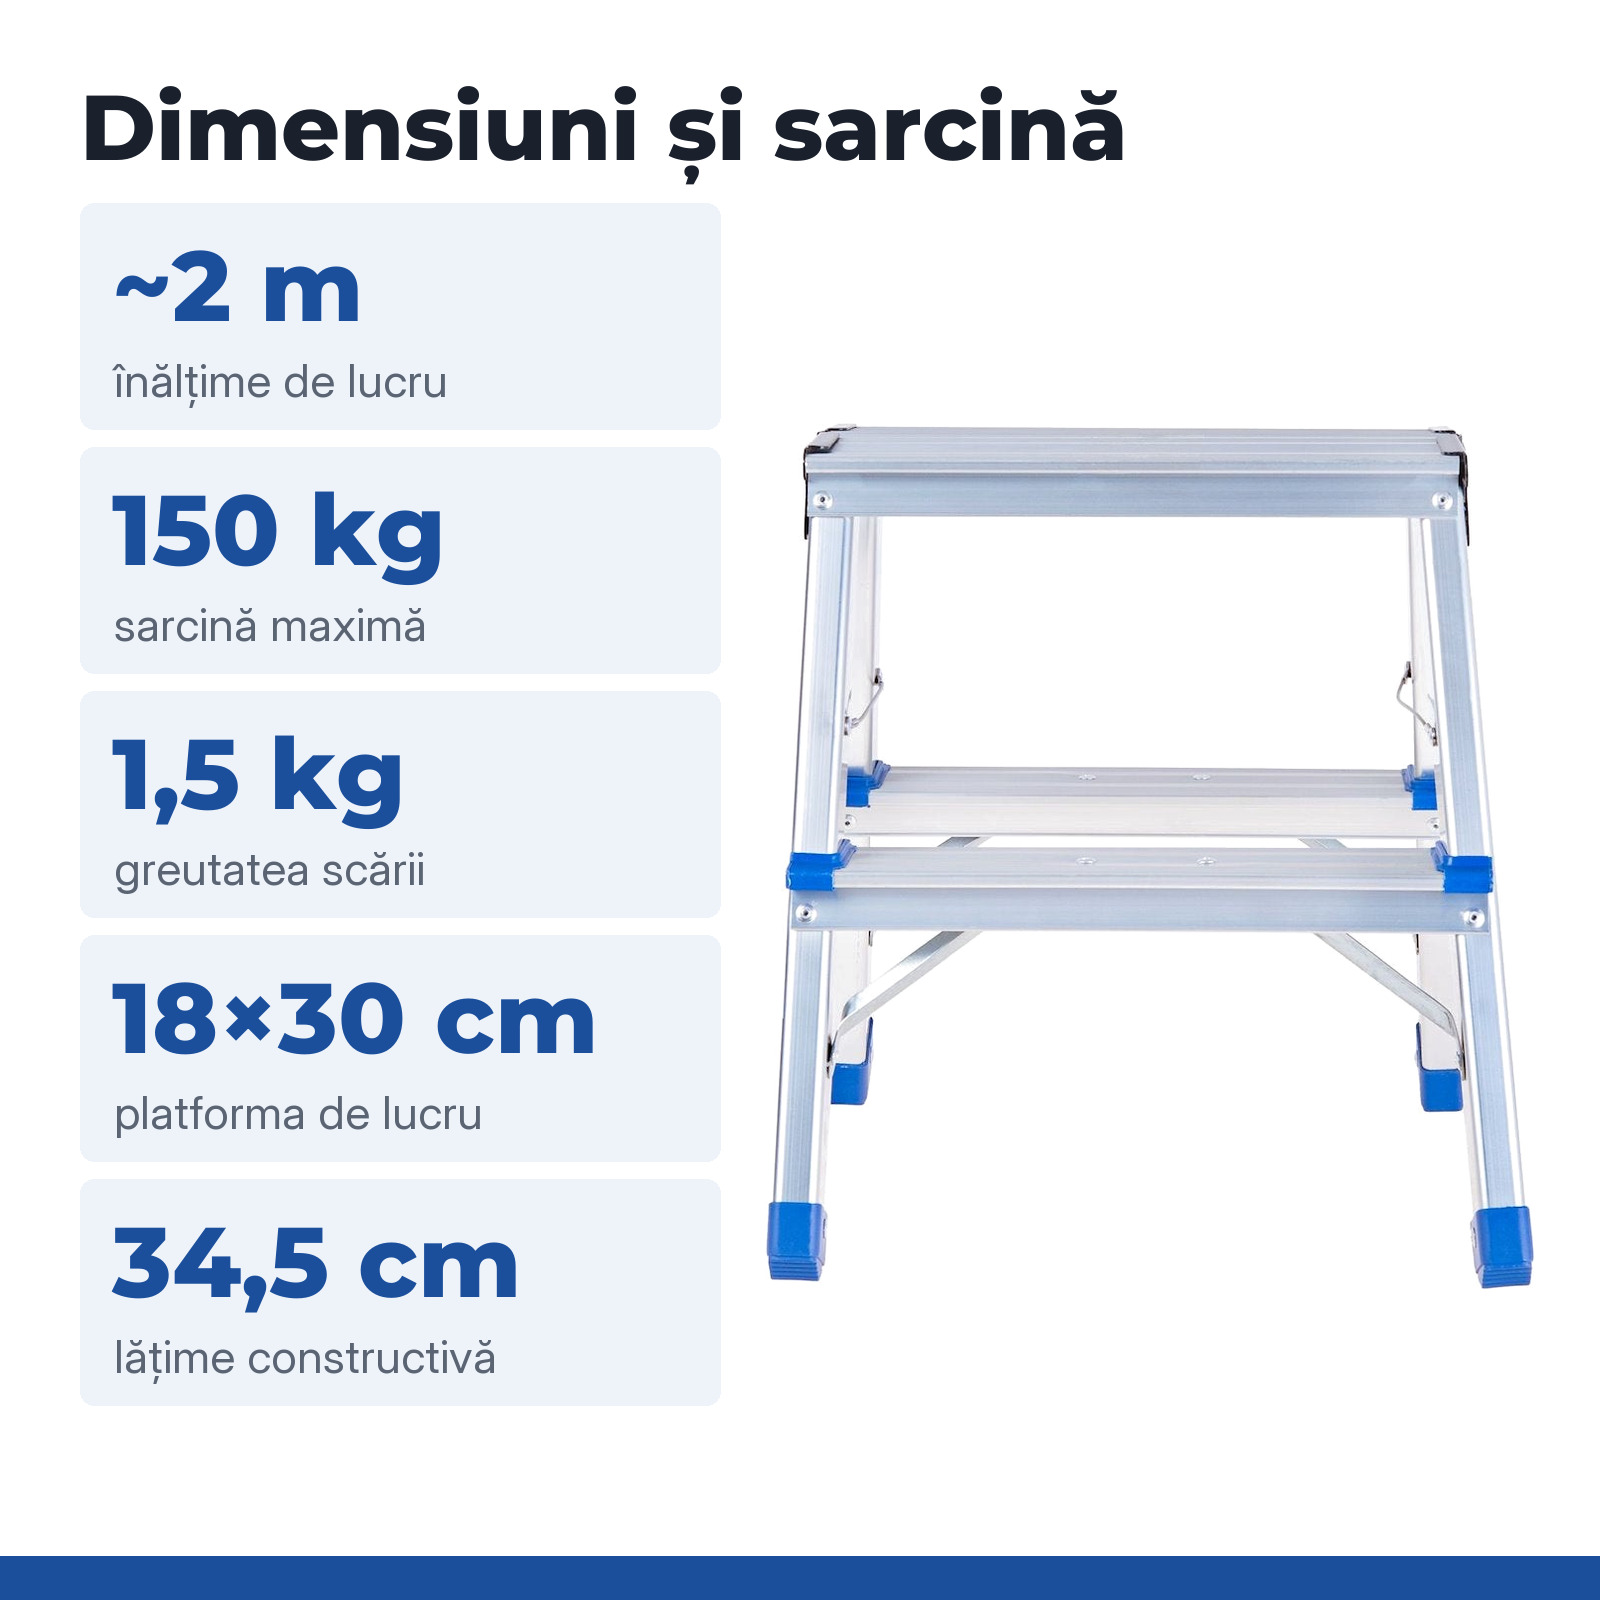 Dimensiuni și sarcină
~2 m
înălțime de lucru
150 kg
sarcină maximă
1,5 kg
greutatea scării
18×30 cm
platforma de lucru
34,5 cm
lățime constructivă